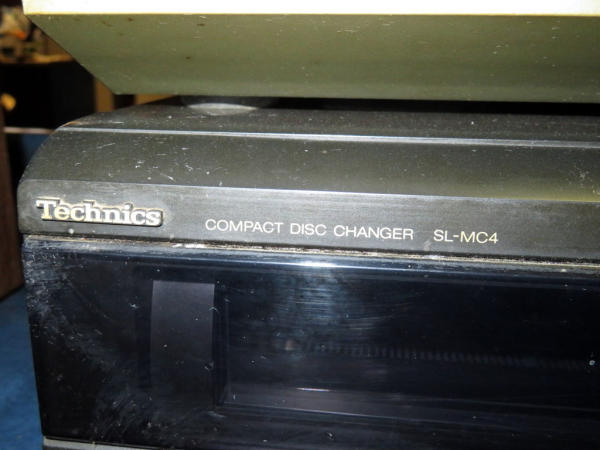 Technics
COMPACT DISC CHANGER SL-MC4